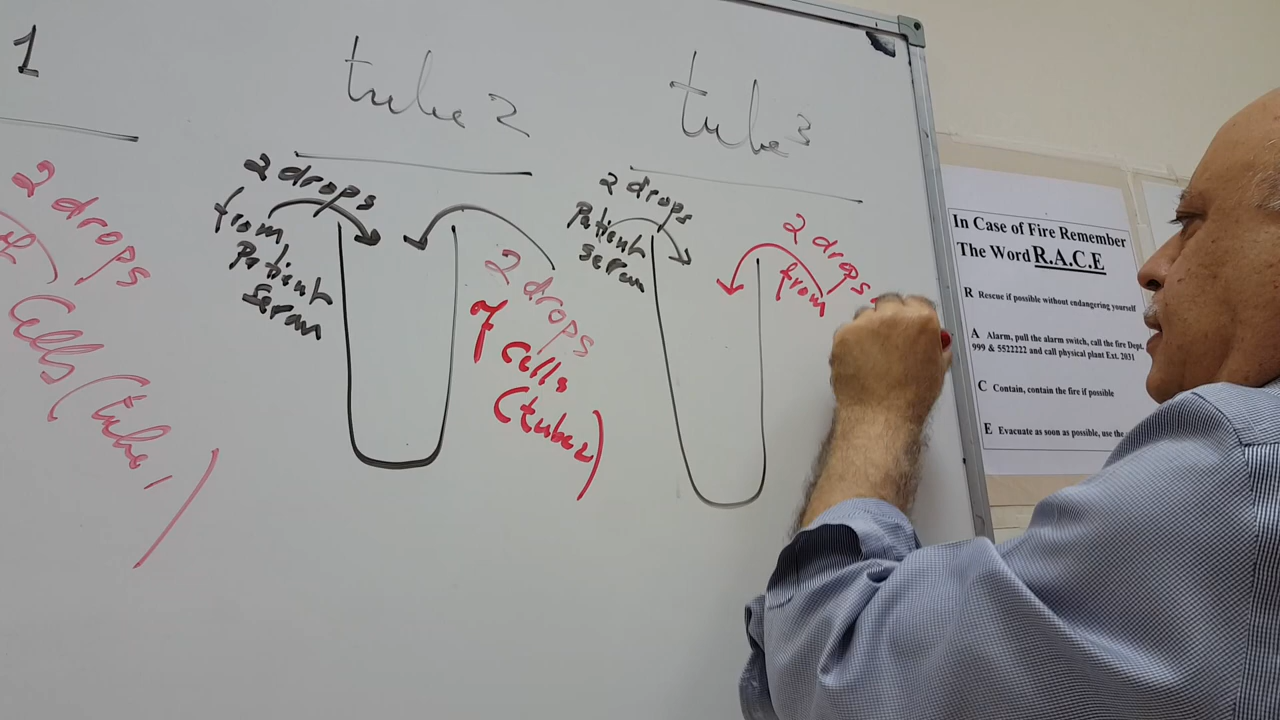 1
2 drops
of
Cells
(tube 1)
tube 2
2 drops
from
Patient
Serum
2 drops
of cells
(tube 2)
tube 3
2 drops
Patient
serum
2 drops
from
In Case of Fire Remember
The Word R.A.C.E
R Rescue if possible without endangering yourself
A Alarm, pull the alarm switch, call the fire Dept.
999 & 5522222 and call physical plant Ext. 2031
C Contain, contain the fire if possible
E Evacuate as soon as possible, use the